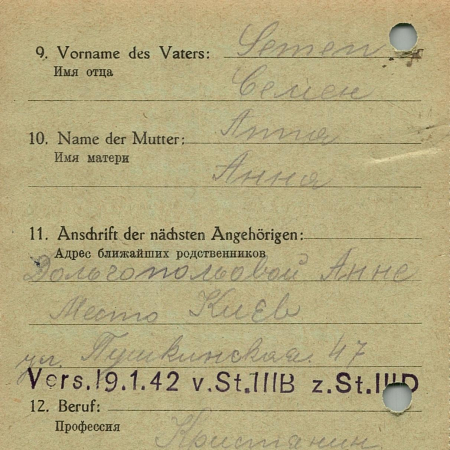 9. Vorname des Vaters: Semen
Имя отца
Семен
10. Name der Mutter: Anna
Имя матери
Анна
11. Anschrift der nächsten Angehörigen:
Адрес ближайших родственников
Дольгопольовой Анне
Место Киев
ул. Пушкинская 47
Vers.19.1.42 v.St.IIIB z.St.IIID
12. Beruf:
Профессия
Кристанин